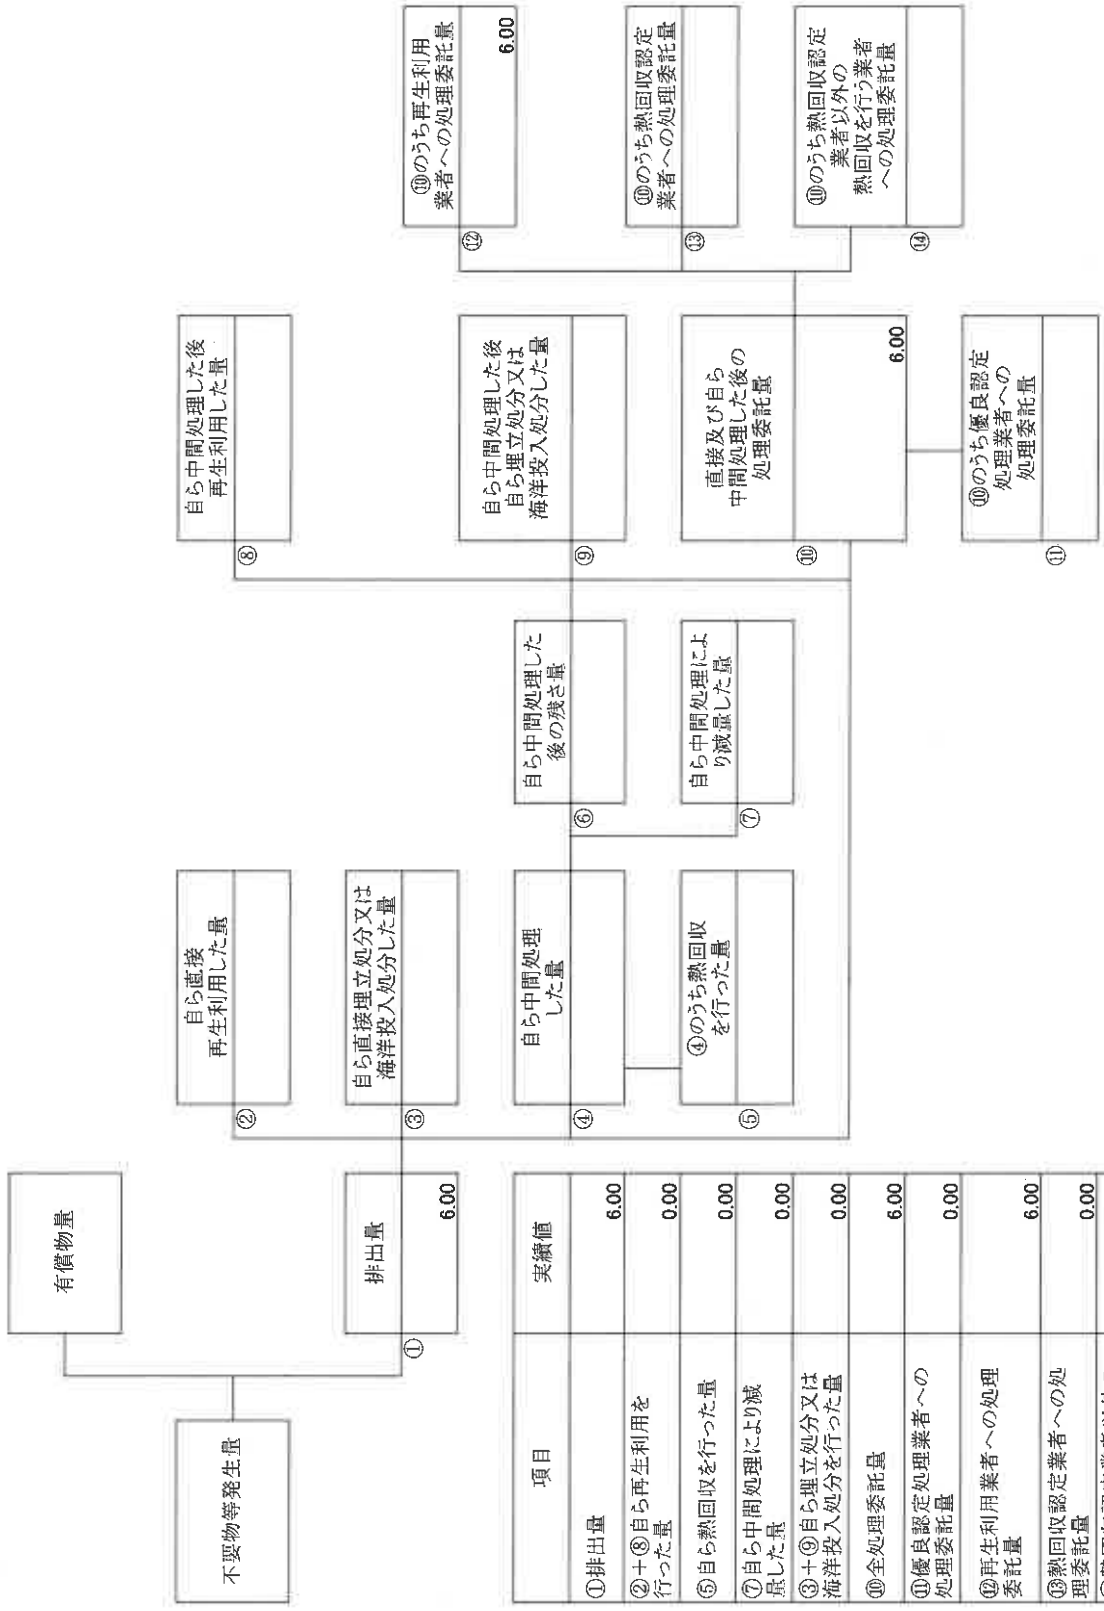 不要物等発生量
有償物量
①
排出量
6.00
②
自ら直接
再生利用した量
③
自ら直接埋立処分又は
海洋投入処分した量
④
自ら中間処理
した量
⑤
④のうち熱回収
を行った量
⑥
自ら中間処理した
後の残さ量
⑦
自ら中間処理によ
り減量した量
⑧
自ら中間処理した後
再生利用した量
⑨
自ら中間処理した後
自ら埋立処分又は
海洋投入処分した量
⑩
直接及び自ら
中間処理した後の
処理委託量
6.00
⑪
⑩のうち優良認定
処理業者への
処理委託量
⑫
⑩のうち再生利用
業者への処理委託量
6.00
⑬
⑩のうち熱回収認定
業者への処理委託量
⑭
⑩のうち熱回収認定
業者以外の
熱回収を行う業者
への処理委託量
項目
実績値
①排出量
6.00
②+⑧自ら再生利用を
行った量
0.00
⑤自ら熱回収を行った量
0.00
⑦自ら中間処理により減
量した量
0.00
③+⑨自ら埋立処分又は
海洋投入処分を行った量
0.00
⑩全処理委託量
6.00
⑪優良認定処理業者への
処理委託量
0.00
⑫再生利用業者への処理
委託量
6.00
⑬熱回収認定業者への処
理委託量
0.00